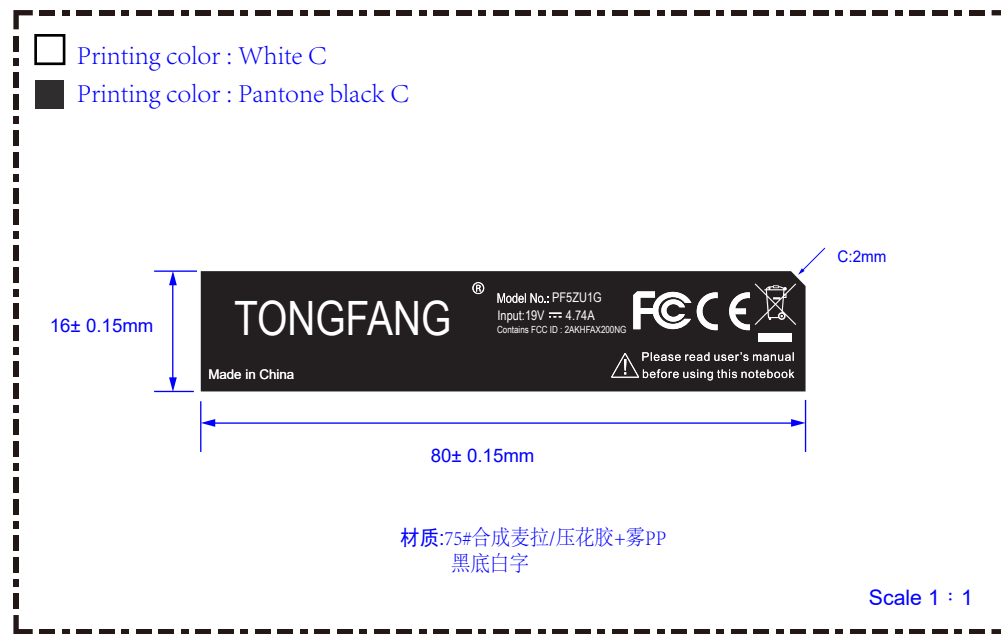 Printing color : White C
Printing color : Pantone black C
C:2mm
16± 0.15mm
TONGFANG ®
Model No.: PF5ZU1G
Input:19V ⎓ 4.74A
Contains FCC ID : 2AKHFAX200NG
FC CE
Made in China
Please read user's manual
before using this notebook
80± 0.15mm
材质:75#合成麦拉/压花胶+雾PP
黑底白字
Scale 1：1